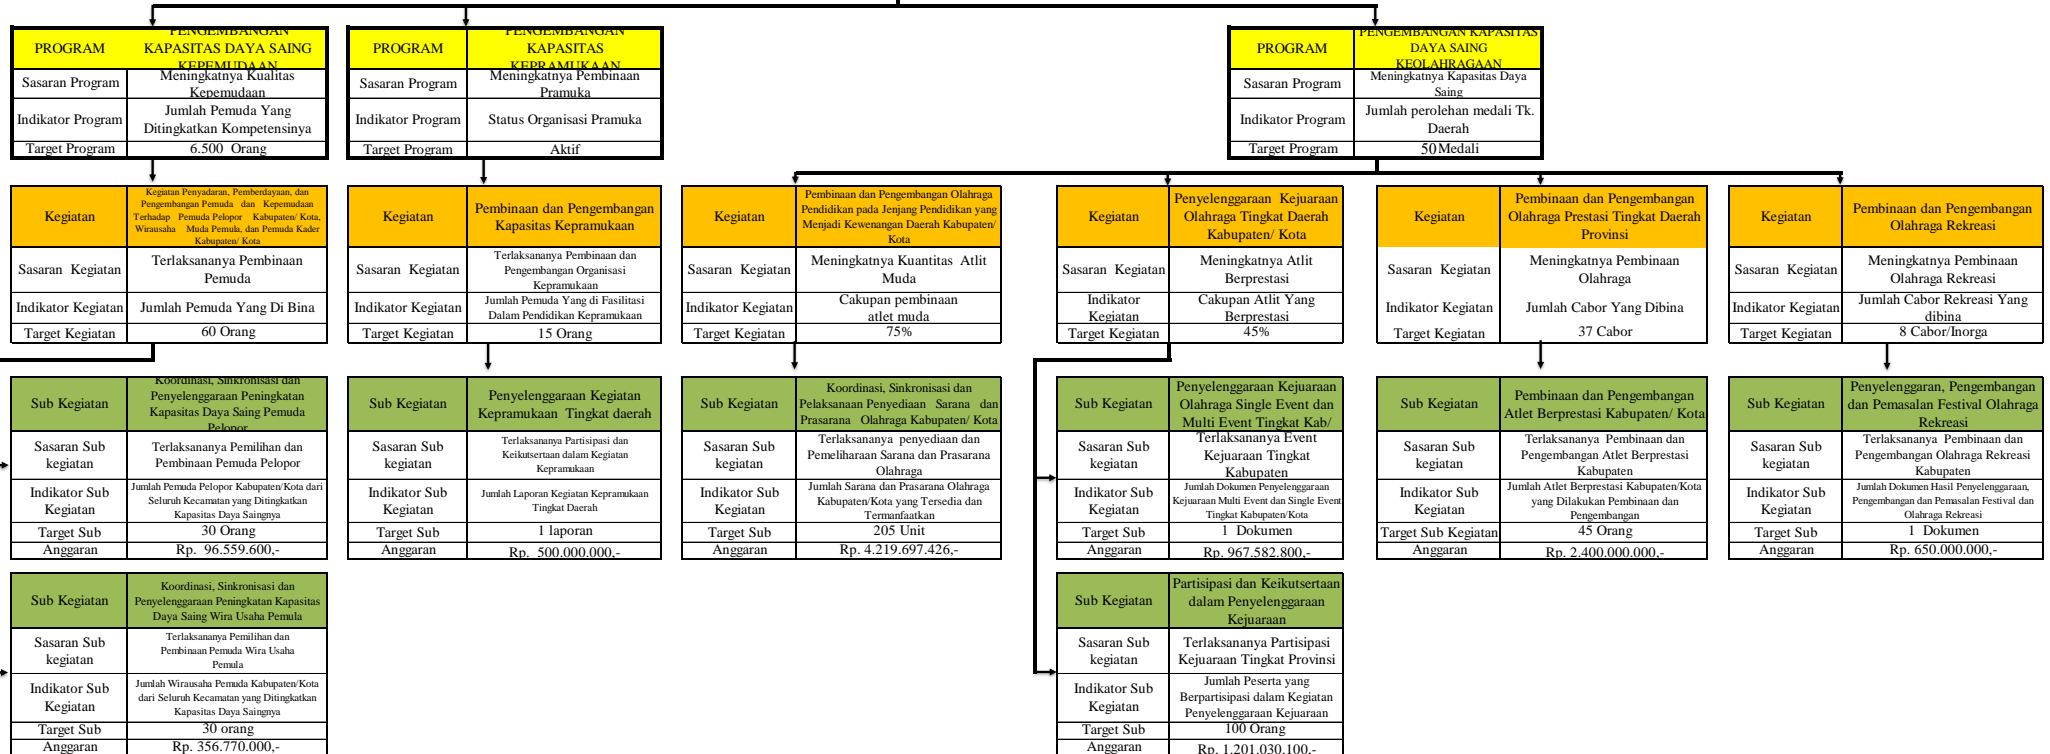 PROGRAM
PENGEMBANGAN
KAPASITAS DAYA SAING
KEPEMUDAAN
Sasaran Program
Meningkatnya Kualitas
Kepemudaan
Indikator Program
Jumlah Pemuda Yang
Ditingkatkan Kompetensinya
Target Program
6.500 Orang
PROGRAM
PENGEMBANGAN
KAPASITAS
KEPRAMUKAAN
Sasaran Program
Meningkatnya Pembinaan
Pramuka
Indikator Program
Status Organisasi Pramuka
Target Program
Aktif
PROGRAM
PENGEMBANGAN KAPASITAS
DAYA SAING
KEOLAHRAGAAN
Sasaran Program
Meningkatnya Kapasitas Daya
Saing
Indikator Program
Jumlah perolehan medali Tk.
Daerah
Target Program
50 Medali
Kegiatan
Kegiatan Penyadaran, Pemberdayaan, dan
Pengembangan Pemuda dan Kepemudaan
Terhadap Pemuda Pelopor Kabupaten/ Kota,
Wirausaha Muda Pemula, dan Pemuda Kader
Kabupaten/ Kota
Sasaran Kegiatan
Terlaksananya Pembinaan
Pemuda
Indikator Kegiatan
Jumlah Pemuda Yang Di Bina
Target Kegiatan
60 Orang
Kegiatan
Pembinaan dan Pengembangan
Kapasitas Kepramukaan
Sasaran Kegiatan
Terlaksananya Pembinaan dan
Pengembangan Organisasi
Kepramukaan
Indikator Kegiatan
Jumlah Pemuda Yang di Fasilitasi
Dalam Pendidikan Kepramukaan
Target Kegiatan
15 Orang
Kegiatan
Pembinaan dan Pengembangan Olahraga
Pendidikan pada Jenjang Pendidikan yang
Menjadi Kewenangan Daerah Kabupaten/
Kota
Sasaran Kegiatan
Meningkatnya Kuantitas Atlit
Muda
Indikator Kegiatan
Cakupan pembinaan
atlet muda
Target Kegiatan
75%
Kegiatan
Penyelenggaraan Kejuaraan
Olahraga Tingkat Daerah
Kabupaten/ Kota
Sasaran Kegiatan
Meningkatnya Atlit
Berprestasi
Indikator
Kegiatan
Cakupan Atlit Yang
Berprestasi
Target Kegiatan
45%
Kegiatan
Pembinaan dan Pengembangan
Olahraga Prestasi Tingkat Daerah
Provinsi
Sasaran Kegiatan
Meningkatnya Pembinaan
Olahraga
Indikator Kegiatan
Jumlah Cabor Yang Dibina
Target Kegiatan
37 Cabor
Kegiatan
Pembinaan dan Pengembangan
Olahraga Rekreasi
Sasaran Kegiatan
Meningkatnya Pembinaan
Olahraga Rekreasi
Indikator Kegiatan
Jumlah Cabor Rekreasi Yang
dibina
Target Kegiatan
8 Cabor/Inorga
Sub Kegiatan
Koordinasi, Sinkronisasi dan
Penyelenggaraan Peningkatan
Kapasitas Daya Saing Pemuda
Pelopor
Sasaran Sub
kegiatan
Terlaksananya Pemilihan dan
Pembinaan Pemuda Pelopor
Indikator Sub
Kegiatan
Jumlah Pemuda Pelopor Kabupaten/Kota dari
Seluruh Kecamatan yang Ditingkatkan
Kapasitas Daya Saingnya
Target Sub
30 Orang
Anggaran
Rp. 96.559.600,-
Sub Kegiatan
Penyelenggaraan Kegiatan
Kepramukaan Tingkat daerah
Sasaran Sub
kegiatan
Terlaksananya Partisipasi dan
Keikutsertaan dalam Kegiatan
Kepramukaan
Indikator Sub
Kegiatan
Jumlah Laporan Kegiatan Kepramukaan
Tingkat Daerah
Target Sub
1 laporan
Anggaran
Rp. 500.000.000,-
Sub Kegiatan
Koordinasi, Sinkronisasi dan
Pelaksanaan Penyediaan Sarana dan
Prasarana Olahraga Kabupaten/ Kota
Sasaran Sub
kegiatan
Terlaksananya penyediaan dan
Pemeliharaan Sarana dan Prasarana
Olahraga
Indikator Sub
Kegiatan
Jumlah Sarana dan Prasarana Olahraga
Kabupaten/Kota yang Tersedia dan
Termanfaatkan
Target Sub
205 Unit
Anggaran
Rp. 4.219.697.426,-
Sub Kegiatan
Penyelenggaraan Kejuaraan
Olahraga Single Event dan
Multi Event Tingkat Kab/
Sasaran Sub
kegiatan
Terlaksananya Event
Kejuaraan Tingkat
Kabupaten
Indikator Sub
Kegiatan
Jumlah Dokumen Penyelenggaraan
Kejuaraan Multi Event dan Single Event
Tingkat Kabupaten/Kota
Target Sub
1 Dokumen
Anggaran
Rp. 967.582.800,-
Sub Kegiatan
Pembinaan dan Pengembangan
Atlet Berprestasi Kabupaten/ Kota
Sasaran Sub
kegiatan
Terlaksananya Pembinaan dan
Pengembangan Atlet Berprestasi
Kabupaten
Indikator Sub
Kegiatan
Jumlah Atlet Berprestasi Kabupaten/Kota
yang Dilakukan Pembinaan dan
Pengembangan
Target Sub Kegiatan
45 Orang
Anggaran
Rp. 2.400.000.000,-
Sub Kegiatan
Penyelenggaran, Pengembangan
dan Pemasalan Festival Olahraga
Rekreasi
Sasaran Sub
kegiatan
Terlaksananya Pembinaan dan
Pengembangan Olahraga Rekreasi
Kabupaten
Indikator Sub
Kegiatan
Jumlah Dokumen Hasil Penyelenggaraan,
Pengembangan dan Pemasalan Festival dan
Olahraga Rekreasi
Target Sub
1 Dokumen
Anggaran
Rp. 650.000.000,-
Sub Kegiatan
Koordinasi, Sinkronisasi dan
Penyelenggaraan Peningkatan Kapasitas
Daya Saing Wira Usaha Pemula
Sasaran Sub
kegiatan
Terlaksananya Pemilihan dan
Pembinaan Pemuda Wira Usaha
Pemula
Indikator Sub
Kegiatan
Jumlah Wirausaha Pemuda Kabupaten/Kota
dari Seluruh Kecamatan yang Ditingkatkan
Kapasitas Daya Saingnya
Target Sub
30 orang
Anggaran
Rp. 356.770.000,-
Sub Kegiatan
Partisipasi dan Keikutsertaan
dalam Penyelenggaraan
Kejuaraan
Sasaran Sub
kegiatan
Terlaksananya Partisipasi
Kejuaraan Tingkat Provinsi
Indikator Sub
Kegiatan
Jumlah Peserta yang
Berpartisipasi dalam Kegiatan
Penyelenggaraan Kejuaraan
Target Sub
100 Orang
Anggaran
Rp. 1.201.030.100,-